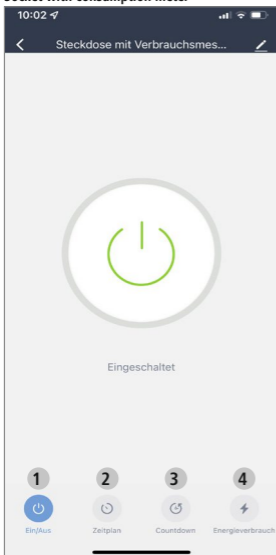 Socket with consumption meter
10:02
Steckdose mit Verbrauchsmes...
Eingeschaltet
1 2 3 4
Ein/Aus Zeitplan Countdown Energieverbrauch